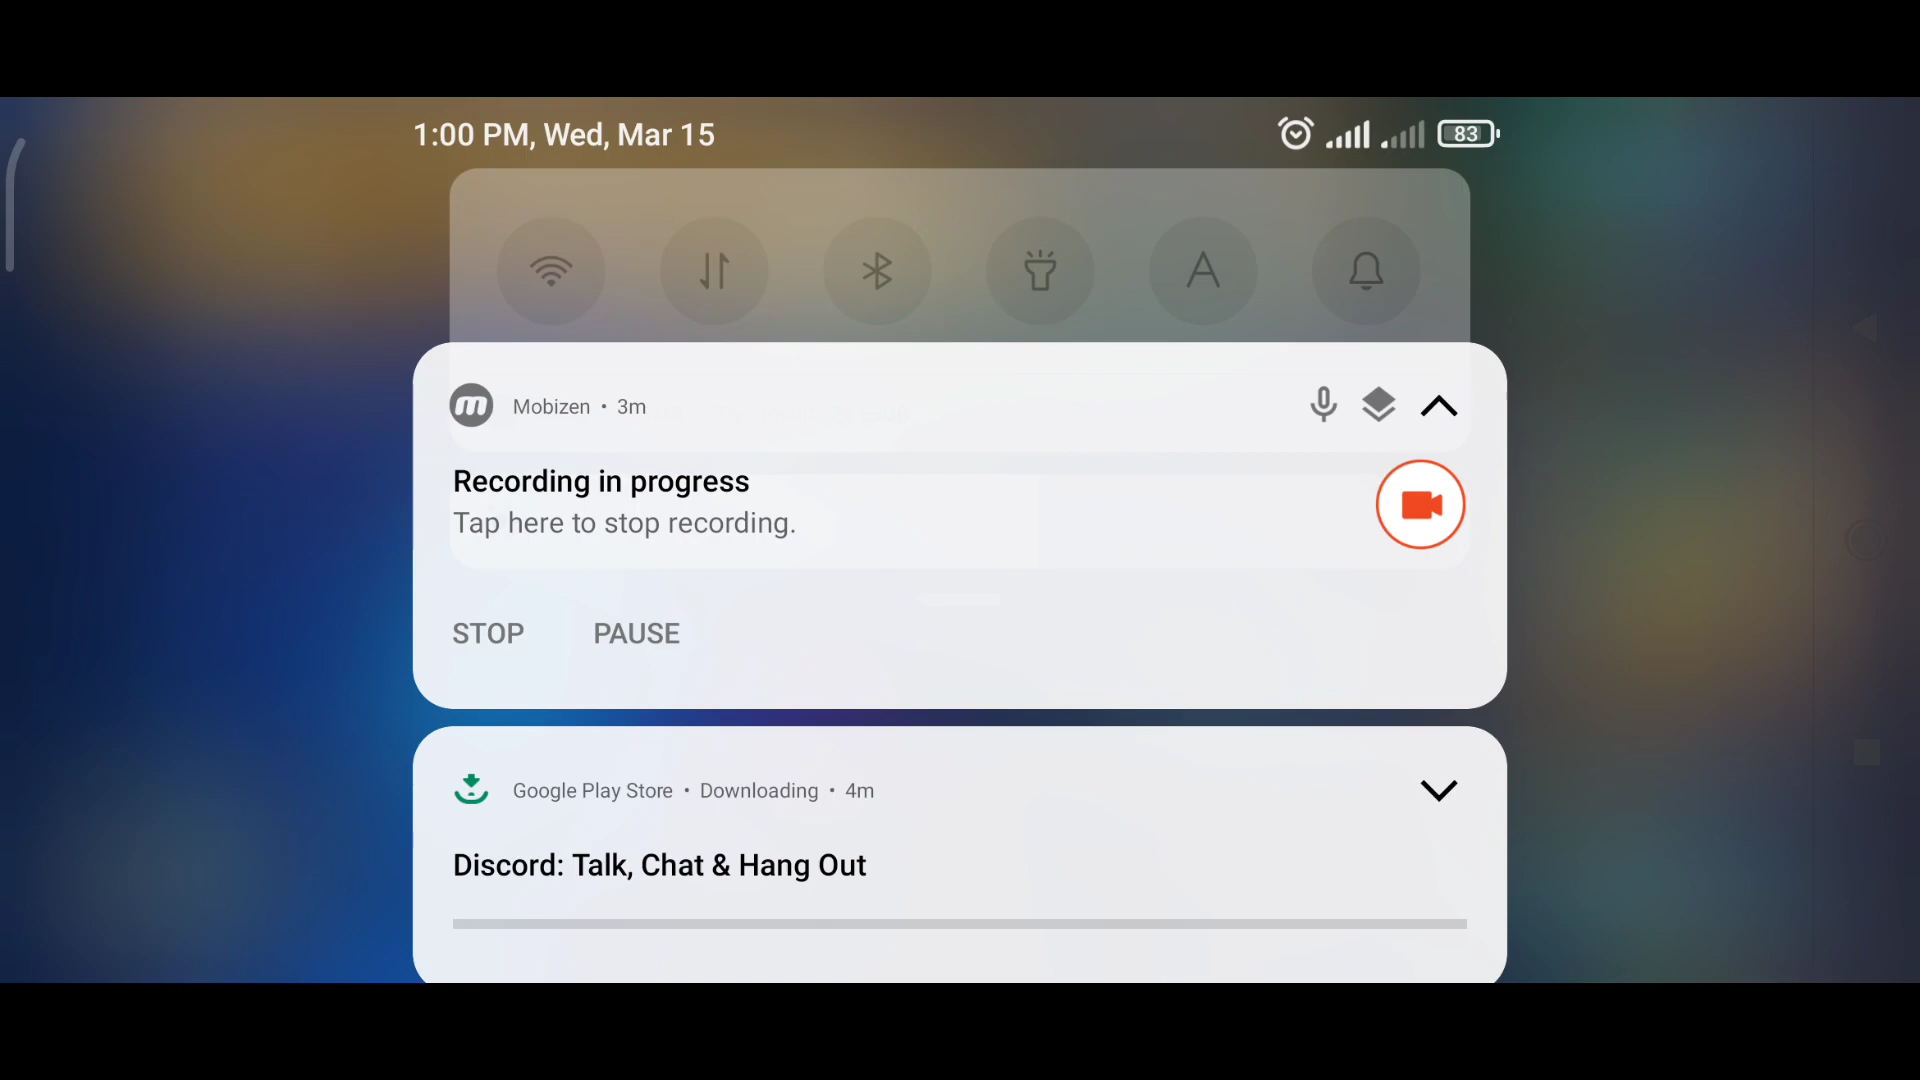 1:00 PM, Wed, Mar 15
83
Mobizen • 3m
Recording in progress
Tap here to stop recording.
STOP PAUSE
Google Play Store • Downloading • 4m
Discord: Talk, Chat & Hang Out